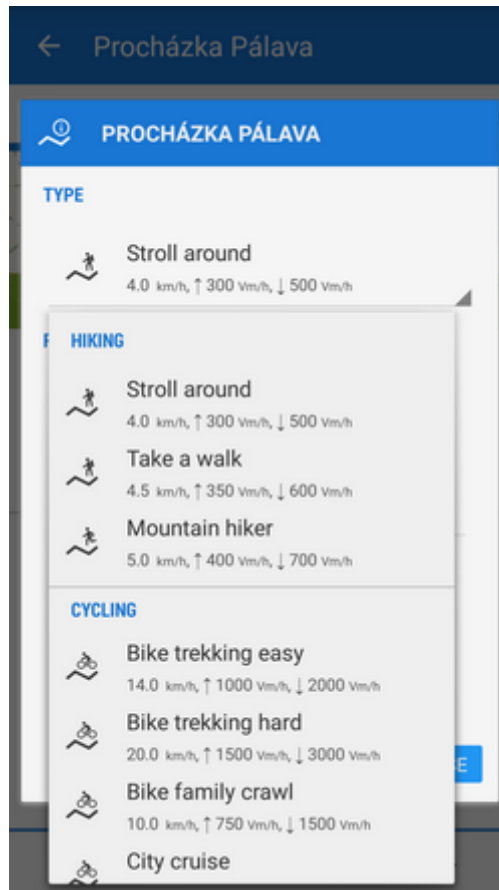 Procházka Pálava
PROCHÁZKA PÁLAVA
TYPE
Stroll around
4.0 km/h, ↑ 300 Vm/h, ↓ 500 Vm/h
HIKING
Stroll around
4.0 km/h, ↑ 300 Vm/h, ↓ 500 Vm/h
Take a walk
4.5 km/h, ↑ 350 Vm/h, ↓ 600 Vm/h
Mountain hiker
5.0 km/h, ↑ 400 Vm/h, ↓ 700 Vm/h
CYCLING
Bike trekking easy
14.0 km/h, ↑ 1000 Vm/h, ↓ 2000 Vm/h
Bike trekking hard
20.0 km/h, ↑ 1500 Vm/h, ↓ 3000 Vm/h
Bike family crawl
10.0 km/h, ↑ 750 Vm/h, ↓ 1500 Vm/h
City cruise